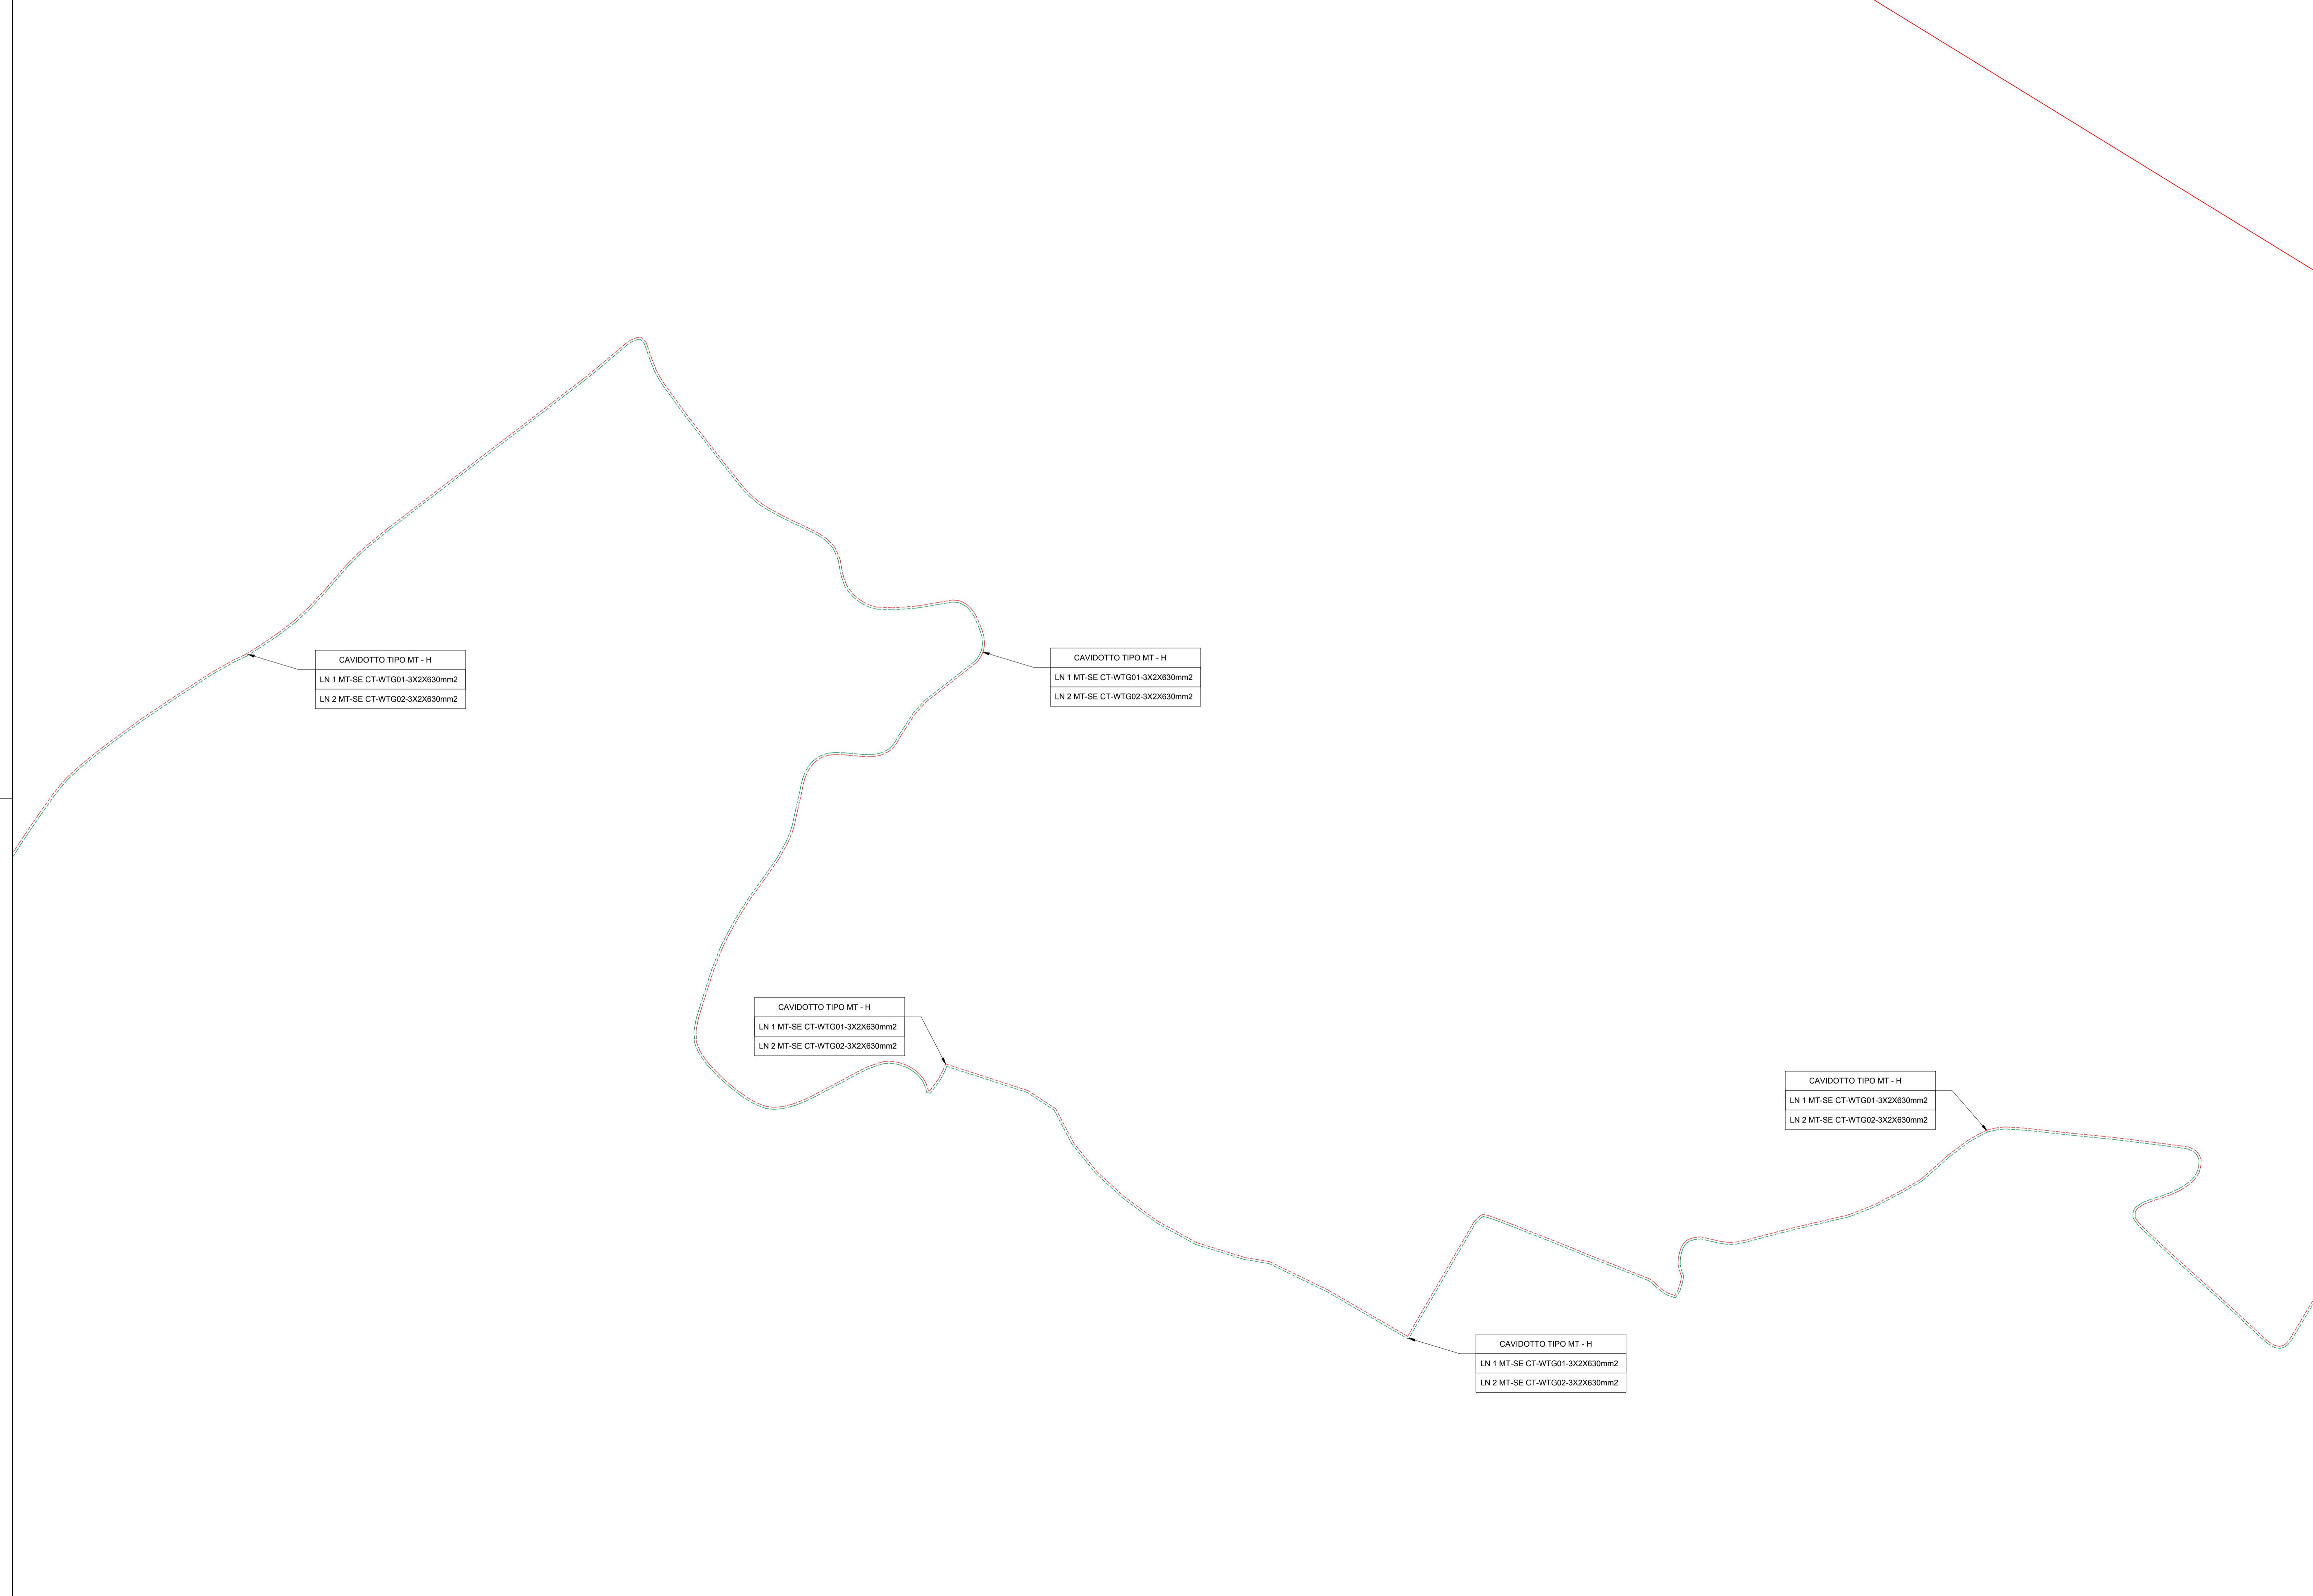 CAVIDOTTO TIPO MT - H
LN 1 MT-SE CT-WTG01-3X2X630mm2
LN 2 MT-SE CT-WTG02-3X2X630mm2
CAVIDOTTO TIPO MT - H
LN 1 MT-SE CT-WTG01-3X2X630mm2
LN 2 MT-SE CT-WTG02-3X2X630mm2
CAVIDOTTO TIPO MT - H
LN 1 MT-SE CT-WTG01-3X2X630mm2
LN 2 MT-SE CT-WTG02-3X2X630mm2
CAVIDOTTO TIPO MT - H
LN 1 MT-SE CT-WTG01-3X2X630mm2
LN 2 MT-SE CT-WTG02-3X2X630mm2
CAVIDOTTO TIPO MT - H
LN 1 MT-SE CT-WTG01-3X2X630mm2
LN 2 MT-SE CT-WTG02-3X2X630mm2